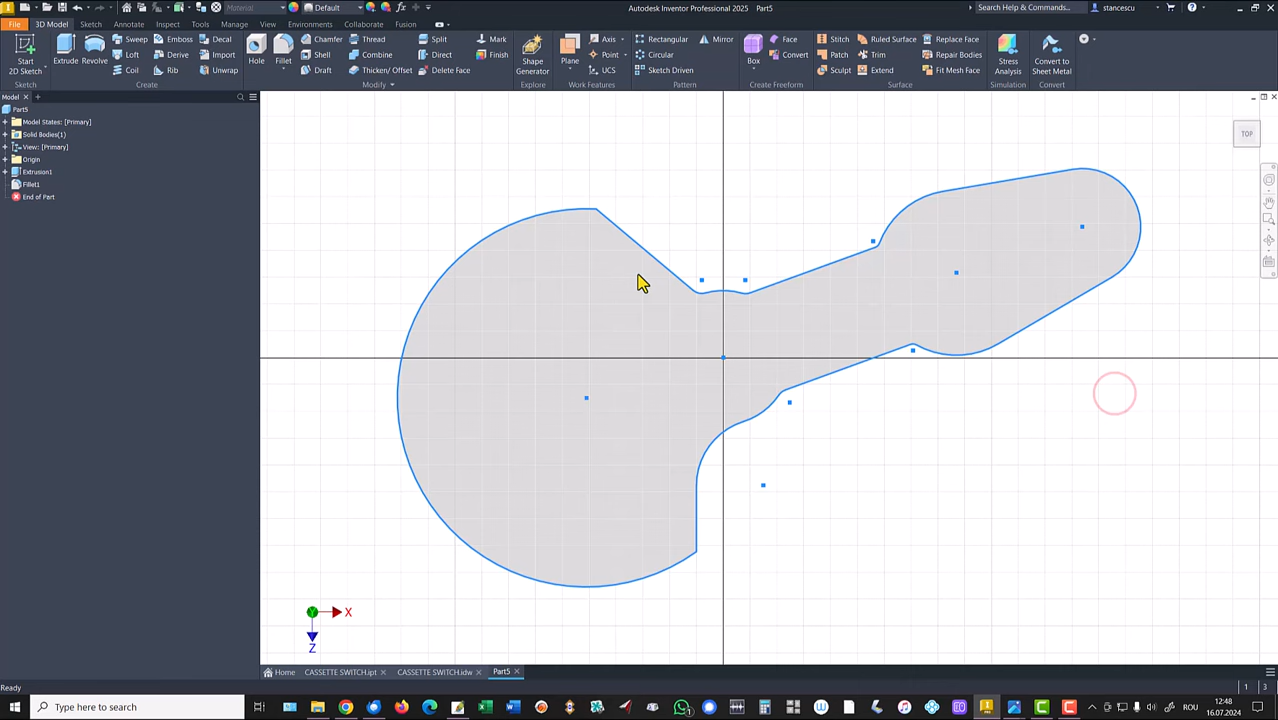 Material
Default
Autodesk Inventor Professional 2025 Part5
Search Help & Commands...
stancescu
File 3D Model Sketch Annotate Inspect Tools Manage View Environments Get Started Collaborate Fusion
Start
2D Sketch
Extrude
Revolve
Sweep
Loft
Coil
Emboss
Derive
Rib
Decal
Import
Unwrap
Hole
Fillet
Chamfer
Shell
Draft
Thread
Combine
Thicken/ Offset
Split
Direct
Delete Face
Mark
Finish
Shape
Generator
Plane
Axis
Point
UCS
Rectangular
Circular
Sketch Driven
Mirror
Box
Face
Convert
Stitch
Patch
Sculpt
Ruled Surface
Trim
Extend
Replace Face
Repair Bodies
Fit Mesh Face
Stress
Analysis
Convert to
Sheet Metal
Sketch Create Modify Explore Work Features Pattern Create Freeform Surface Simulation Convert
Model
Part5
Model States: [Primary]
Solid Bodies(1)
View: [Primary]
Origin
Extrusion1
Fillet1
End of Part
TOP
Y
X
Z
Home CASSETTE SWITCH.ipt CASSETTE SWITCH.idw Part5
Ready
1 3
Type here to search
ROU
12:48
16.07.2024